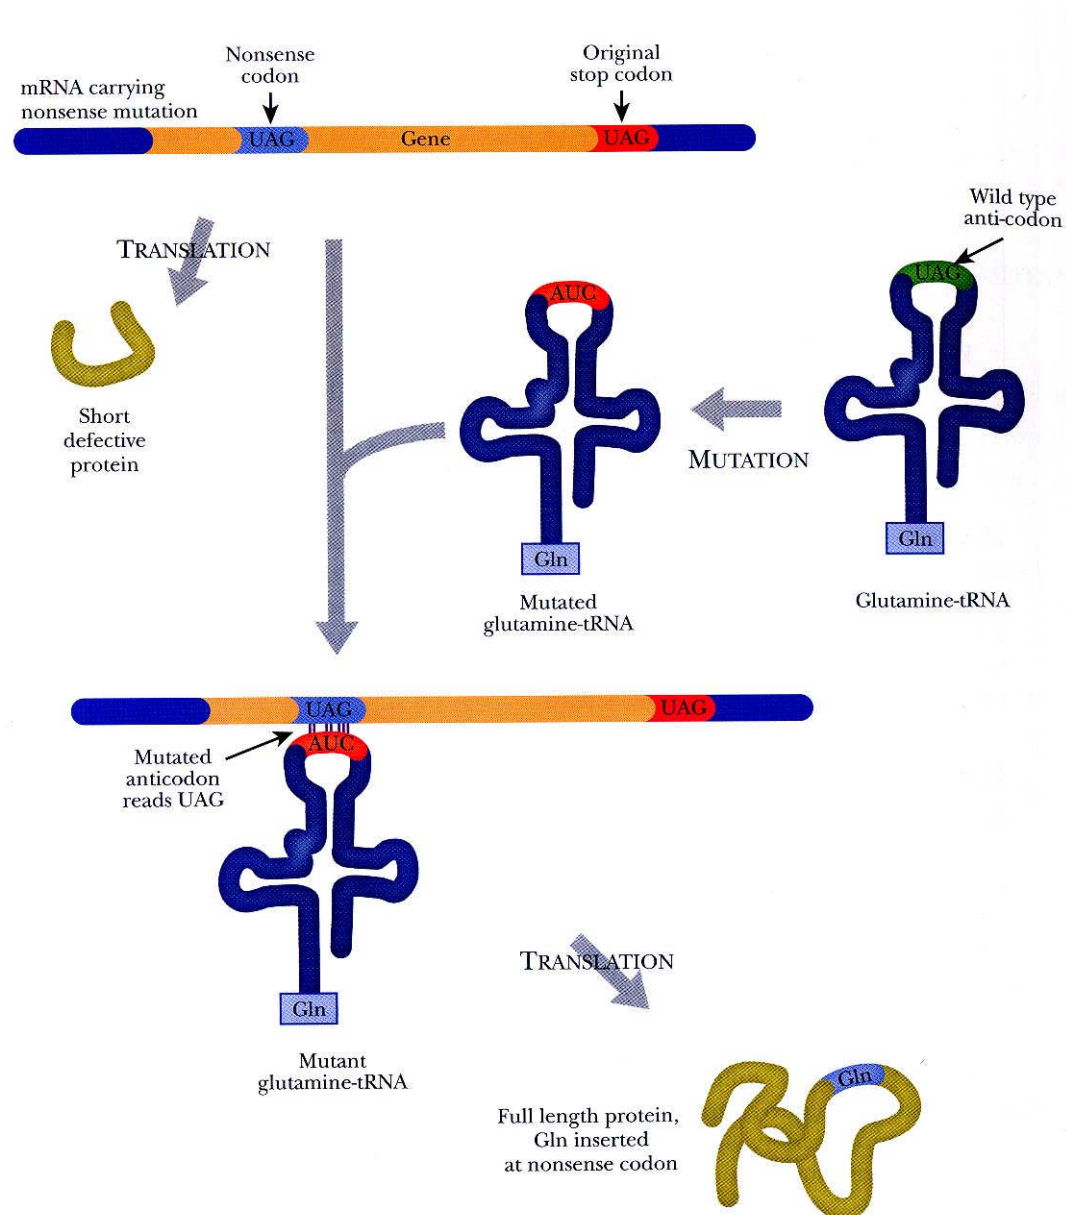 Nonsense
codon
Original
stop codon
mRNA carrying
nonsense mutation
UAG
Gene
UAG
Wild type
anti-codon
TRANSLATION
UAG
AUC
Short
defective
protein
MUTATION
Gln
Gln
Mutated
glutamine-tRNA
Glutamine-tRNA
UAG
UAG
AUC
Mutated
anticodon
reads UAG
TRANSLATION
Gln
Mutant
glutamine-tRNA
Gln
Full length protein,
Gln inserted
at nonsense codon